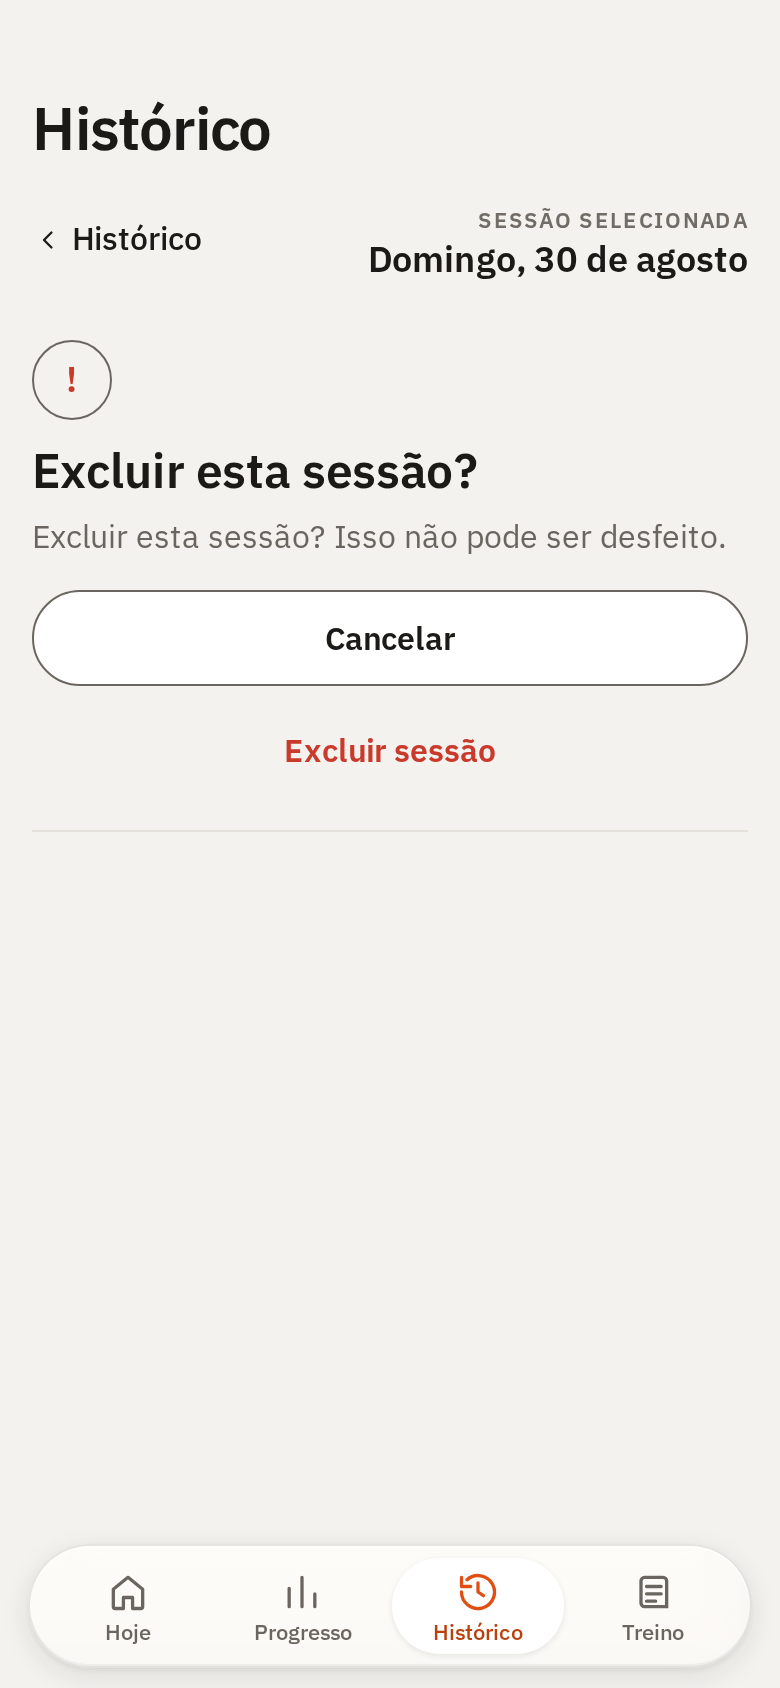 Histórico
Histórico
SESSÃO SELECIONADA
Domingo, 30 de agosto
!
Excluir esta sessão?
Excluir esta sessão? Isso não pode ser desfeito.
Cancelar
Excluir sessão
Hoje
Progresso
Histórico
Treino